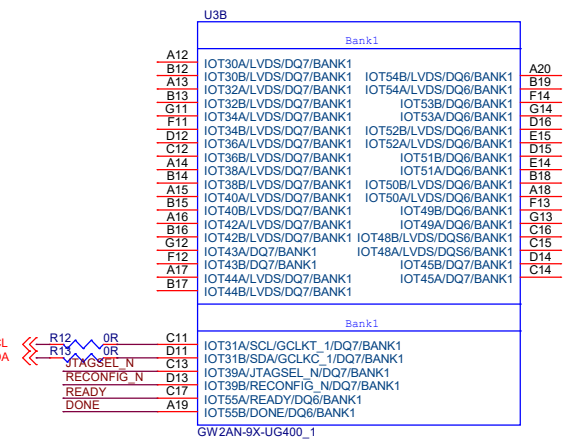 U3B
Bank1
A12 IOT30A/LVDS/DQ7/BANK1
B12 IOT30B/LVDS/DQ7/BANK1 IOT54B/LVDS/DQ6/BANK1 A20
A13 IOT32A/LVDS/DQ7/BANK1 IOT54A/LVDS/DQ6/BANK1 B19
B13 IOT32B/LVDS/DQ7/BANK1 IOT53B/DQ6/BANK1 F14
G11 IOT34A/LVDS/DQ7/BANK1 IOT53A/DQ6/BANK1 G14
F11 IOT34B/LVDS/DQ7/BANK1 IOT52B/LVDS/DQ6/BANK1 D16
D12 IOT36A/LVDS/DQ7/BANK1 IOT52A/LVDS/DQ6/BANK1 E15
C12 IOT36B/LVDS/DQ7/BANK1 IOT51B/DQ6/BANK1 D15
A14 IOT38A/LVDS/DQ7/BANK1 IOT51A/DQ6/BANK1 E14
B14 IOT38B/LVDS/DQ7/BANK1 IOT50B/LVDS/DQ6/BANK1 B18
A15 IOT40A/LVDS/DQ7/BANK1 IOT50A/LVDS/DQ6/BANK1 A18
B15 IOT40B/LVDS/DQ7/BANK1 IOT49B/DQ6/BANK1 F13
A16 IOT42A/LVDS/DQ7/BANK1 IOT49A/DQ6/BANK1 G13
B16 IOT42B/LVDS/DQ7/BANK1 IOT48B/LVDS/DQS6/BANK1 C16
G12 IOT43A/DQ7/BANK1 IOT48A/LVDS/DQS6/BANK1 C15
F12 IOT43B/DQ7/BANK1 IOT45B/DQ7/BANK1 D14
A17 IOT44A/LVDS/DQ7/BANK1 IOT45A/DQ7/BANK1 C14
B17 IOT44B/LVDS/DQ7/BANK1
Bank1
R12 0R C11 IOT31A/SCL/GCLKT_1/DQ7/BANK1
R13 0R D11 IOT31B/SDA/GCLKC_1/DQ7/BANK1
JTAGSEL_N C13 IOT39A/JTAGSEL_N/DQ7/BANK1
RECONFIG_N D13 IOT39B/RECONFIG_N/DQ7/BANK1
READY C17 IOT55A/READY/DQ6/BANK1
DONE A19 IOT55B/DONE/DQ6/BANK1
GW2AN-9X-UG400_1